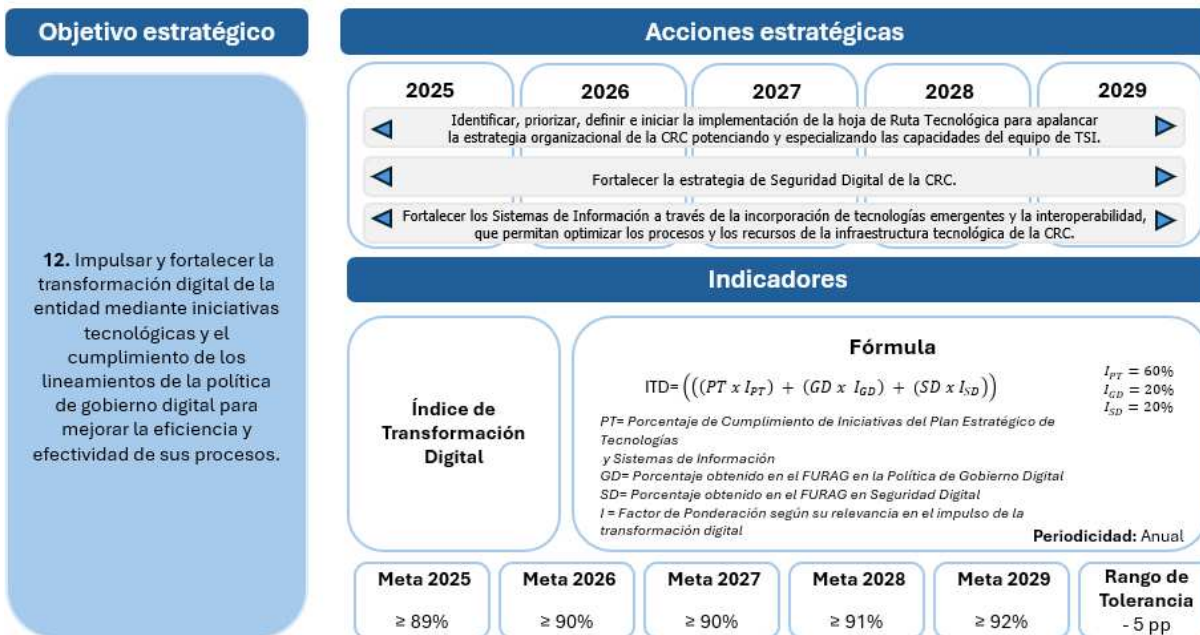 Objetivo estratégico
12. Impulsar y fortalecer la
transformación digital de la
entidad mediante iniciativas
tecnológicas y el
cumplimiento de los
lineamientos de la política
de gobierno digital para
mejorar la eficiencia y
efectividad de sus procesos.
Acciones estratégicas
2025 2026 2027 2028 2029
Identificar, priorizar, definir e iniciar la implementación de la hoja de Ruta Tecnológica para apalancar
la estrategia organizacional de la CRC potenciando y especializando las capacidades del equipo de TSI.
Fortalecer la estrategia de Seguridad Digital de la CRC.
Fortalecer los Sistemas de Información a través de la incorporación de tecnologías emergentes y la interoperabilidad,
que permitan optimizar los procesos y los recursos de la infraestructura tecnológica de la CRC.
Indicadores
Índice de
Transformación
Digital
Fórmula
ITD= (((PT x I_PT) + (GD x I_GD) + (SD x I_SD))
I_PT = 60%
I_GD = 20%
I_SD = 20%
PT= Porcentaje de Cumplimiento de Iniciativas del Plan Estratégico de
Tecnologías
y Sistemas de Información
GD= Porcentaje obtenido en el FURAG en la Política de Gobierno Digital
SD= Porcentaje obtenido en el FURAG en Seguridad Digital
I = Factor de Ponderación según su relevancia en el impulso de la
transformación digital
Periodicidad: Anual
Meta 2025
≥ 89%
Meta 2026
≥ 90%
Meta 2027
≥ 90%
Meta 2028
≥ 91%
Meta 2029
≥ 92%
Rango de
Tolerancia
- 5 pp